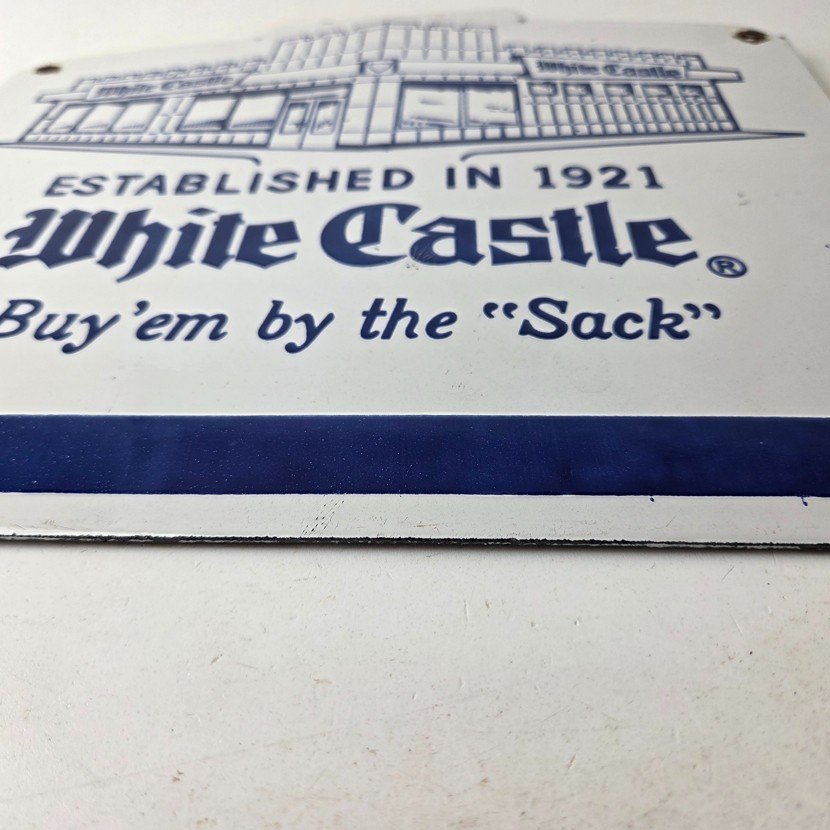 White Castle
White Castle
ESTABLISHED IN 1921
White Castle®
Buy 'em by the “Sack”